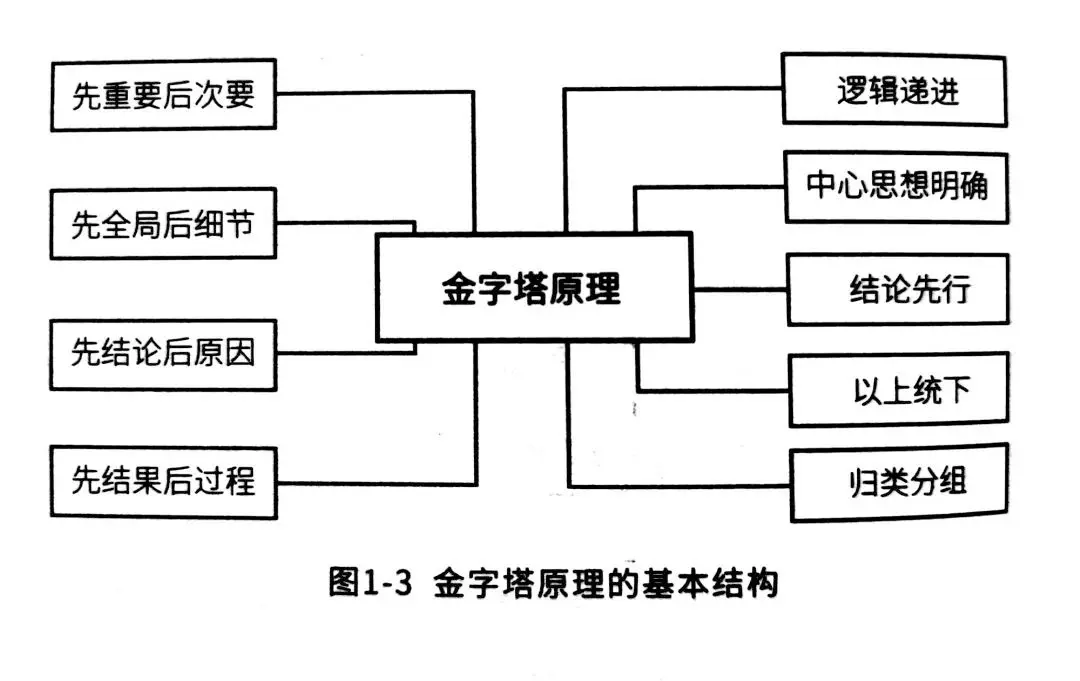 先重要后次要
先全局后细节
先结论后原因
先结果后过程
金字塔原理
逻辑递进
中心思想明确
结论先行
以上统下
归类分组
图1-3 金字塔原理的基本结构